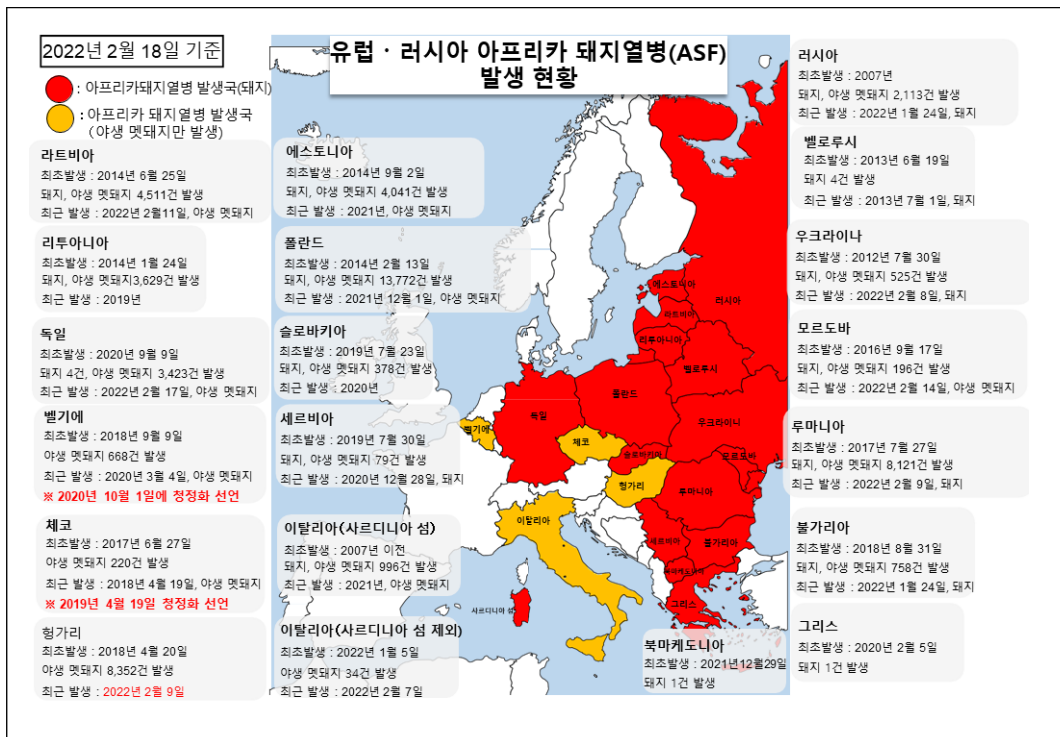 2022년 2월 18일 기준
유럽 · 러시아 아프리카 돼지열병(ASF)
발생 현황
: 아프리카돼지열병 발생국(돼지)
: 아프리카 돼지열병 발생국
(야생 멧돼지만 발생)
라트비아
최초발생 : 2014년 6월 25일
돼지, 야생 멧돼지 4,511건 발생
최근 발생 : 2022년 2월11일, 야생 멧돼지
리투아니아
최초발생 : 2014년 1월 24일
돼지, 야생 멧돼지3,629건 발생
최근 발생 : 2019년
독일
최초발생 : 2020년 9월 9일
돼지 4건, 야생 멧돼지 3,423건 발생
최근 발생 : 2022년 2월 17일, 야생 멧돼지
벨기에
최초발생 : 2018년 9월 9일
야생 멧돼지 668건 발생
최근 발생 : 2020년 3월 4일, 야생 멧돼지
※ 2020년 10월 1일에 청정화 선언
체코
최초발생 : 2017년 6월 27일
야생 멧돼지 220건 발생
최근 발생 : 2018년 4월 19일, 야생 멧돼지
※ 2019년 4월 19일 청정화 선언
헝가리
최초발생 : 2018년 4월 20일
야생 멧돼지 8,352건 발생
최근 발생 : 2022년 2월 9일
에스토니아
최초발생 : 2014년 9월 2일
돼지, 야생 멧돼지 4,041건 발생
최근 발생 : 2021년, 야생 멧돼지
폴란드
최초발생 : 2014년 2월 13일
돼지, 야생 멧돼지 13,772건 발생
최근 발생 : 2021년 12월 1일, 야생 멧돼지
슬로바키아
최초발생 : 2019년 7월 23일
돼지, 야생 멧돼지 378건 발생
최근 발생 : 2020년
세르비아
최초발생 : 2019년 7월 30일
돼지, 야생 멧돼지 79건 발생
최근 발생 : 2020년 12월 28일, 돼지
이탈리아(사르디니아 섬)
최초발생 : 2007년 이전
돼지, 야생 멧돼지 996건 발생
최근 발생 : 2021년, 야생 멧돼지
이탈리아(사르디니아 섬 제외)
최초발생 : 2022년 1월 5일
야생 멧돼지 34건 발생
최근 발생 : 2022년 2월 7일
에스토니아
러시아
라트비아
리투아니아
벨로루시
폴란드
독일
벨기에
체코
우크라이나
슬로바키아
모르도바
헝가리
루마니아
이탈리아
세르비아
불가리아
북마케도니아
그리스
사르디니아 섬
북마케도니아
최초발생 : 2021년12월29일
돼지 1건 발생
러시아
최초발생 : 2007년
돼지, 야생 멧돼지 2,113건 발생
최근 발생 : 2022년 1월 24일, 돼지
벨로루시
최초발생 : 2013년 6월 19일
돼지 4건 발생
최근 발생 : 2013년 7월 1일, 돼지
우크라이나
최초발생 : 2012년 7월 30일
돼지, 야생 멧돼지 525건 발생
최근 발생 : 2022년 2월 8일, 돼지
모르도바
최초발생 : 2016년 9월 17일
돼지, 야생 멧돼지 196건 발생
최근 발생 : 2022년 2월 14일, 야생 멧돼지
루마니아
최초발생 : 2017년 7월 27일
돼지, 야생 멧돼지 8,121건 발생
최근 발생 : 2022년 2월 9일, 돼지
불가리아
최초발생 : 2018년 8월 31일
돼지, 야생 멧돼지 758건 발생
최근 발생 : 2022년 1월 24일, 돼지
그리스
최초발생 : 2020년 2월 5일
돼지 1건 발생